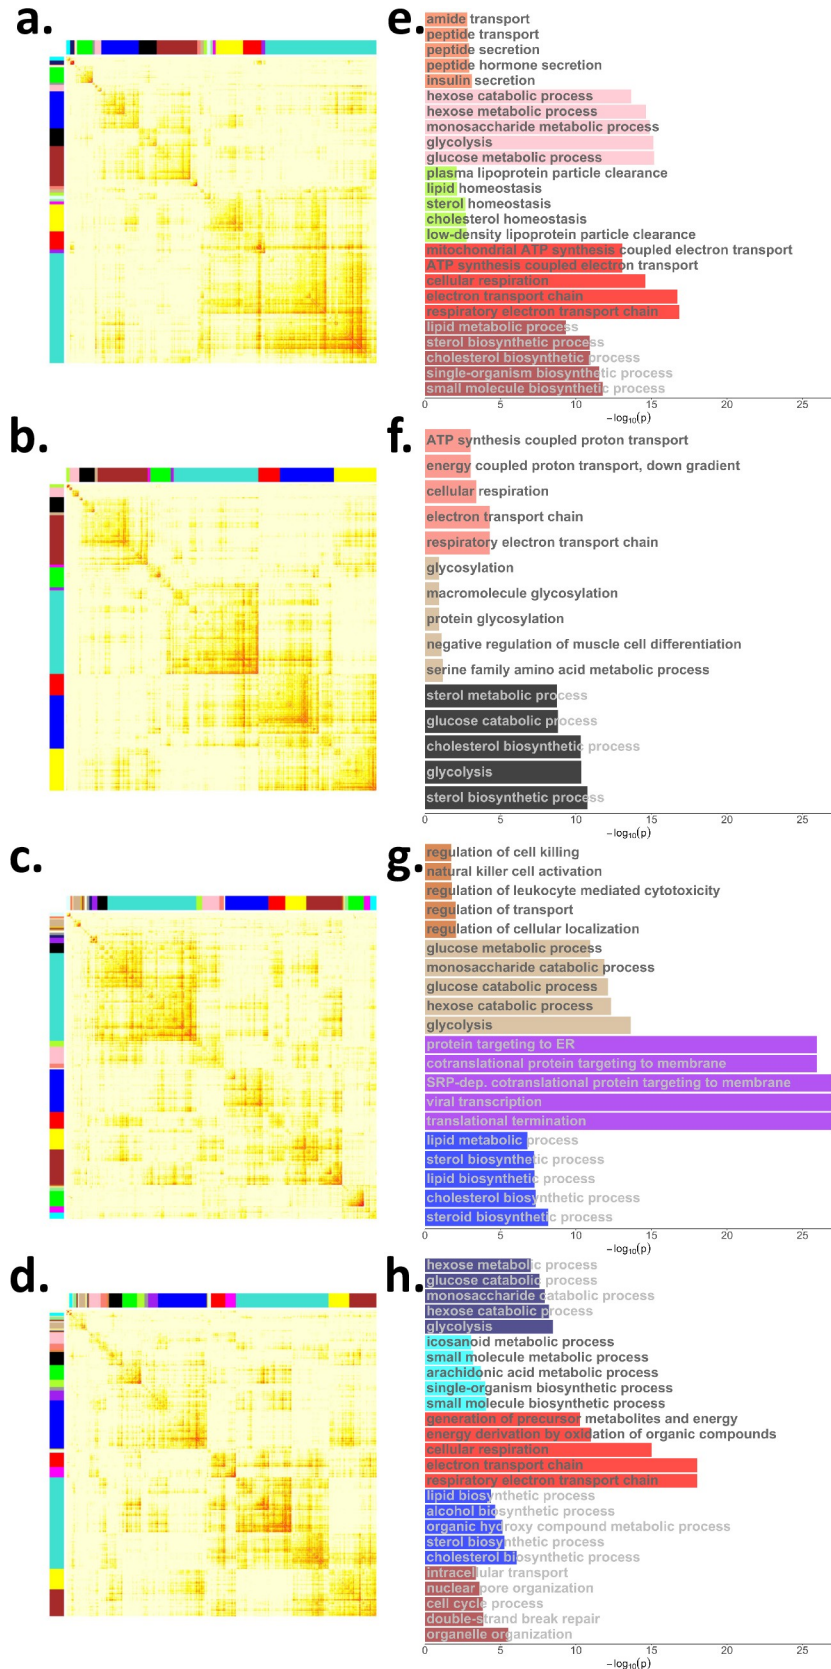 a.
e.
amide transport
peptide transport
peptide secretion
peptide hormone secretion
insulin secretion
hexose catabolic process
hexose metabolic process
monosaccharide metabolic process
glycolysis
glucose metabolic process
plasma lipoprotein particle clearance
lipid homeostasis
sterol homeostasis
cholesterol homeostasis
low-density lipoprotein particle clearance
mitochondrial ATP synthesis coupled electron transport
ATP synthesis coupled electron transport
cellular respiration
electron transport chain
respiratory electron transport chain
lipid metabolic process
sterol biosynthetic process
cholesterol biosynthetic process
single-organism biosynthetic process
small molecule biosynthetic process
0 5 10 15 20 25
−log10(p)
b.
f.
ATP synthesis coupled proton transport
energy coupled proton transport, down gradient
cellular respiration
electron transport chain
respiratory electron transport chain
glycosylation
macromolecule glycosylation
protein glycosylation
negative regulation of muscle cell differentiation
serine family amino acid metabolic process
sterol metabolic process
glucose catabolic process
cholesterol biosynthetic process
glycolysis
sterol biosynthetic process
0 5 10 15 20 25
−log10(p)
c.
g.
regulation of cell killing
natural killer cell activation
regulation of leukocyte mediated cytotoxicity
regulation of transport
regulation of cellular localization
glucose metabolic process
monosaccharide catabolic process
glucose catabolic process
hexose catabolic process
glycolysis
protein targeting to ER
cotranslational protein targeting to membrane
SRP-dep. cotranslational protein targeting to membrane
viral transcription
translational termination
lipid metabolic process
sterol biosynthetic process
lipid biosynthetic process
cholesterol biosynthetic process
steroid biosynthetic process
0 5 10 15 20 25
−log10(p)
d.
h.
hexose metabolic process
glucose catabolic process
monosaccharide catabolic process
hexose catabolic process
glycolysis
icosanoid metabolic process
small molecule metabolic process
arachidonic acid metabolic process
single-organism biosynthetic process
small molecule biosynthetic process
generation of precursor metabolites and energy
energy derivation by oxidation of organic compounds
cellular respiration
electron transport chain
respiratory electron transport chain
lipid biosynthetic process
alcohol biosynthetic process
organic hydroxy compound metabolic process
sterol biosynthetic process
cholesterol biosynthetic process
intracellular transport
nuclear pore organization
cell cycle process
double-strand break repair
organelle organization
0 5 10 15 20 25
−log10(p)